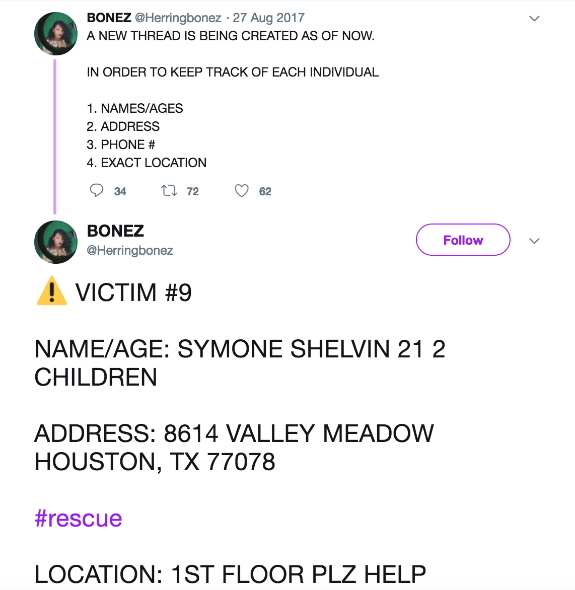 BONEZ @Herringbonez · 27 Aug 2017
A NEW THREAD IS BEING CREATED AS OF NOW.
IN ORDER TO KEEP TRACK OF EACH INDIVIDUAL
1. NAMES/AGES
2. ADDRESS
3. PHONE #
4. EXACT LOCATION
34 72 62
BONEZ
@Herringbonez
Follow
VICTIM #9
NAME/AGE: SYMONE SHELVIN 21 2
CHILDREN
ADDRESS: 8614 VALLEY MEADOW
HOUSTON, TX 77078
#rescue
LOCATION: 1ST FLOOR PLZ HELP